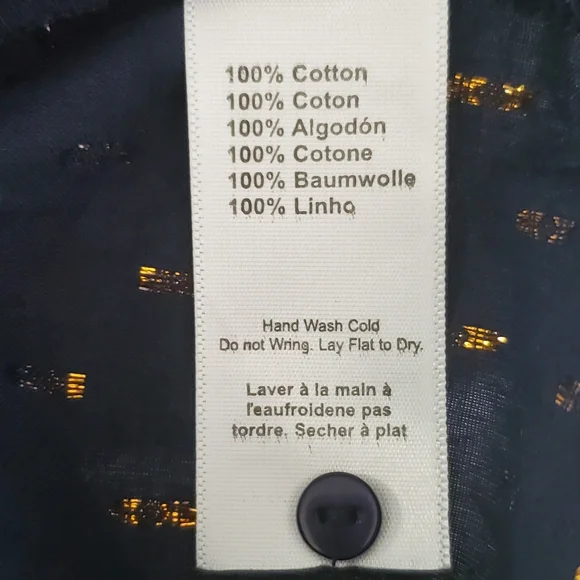 100% Cotton
100% Coton
100% Algodón
100% Cotone
100% Baumwolle
100% Linho
Hand Wash Cold
Do not Wring. Lay Flat to Dry.
Laver à la main à
l'eaufroidene pas
tordre. Secher à plat